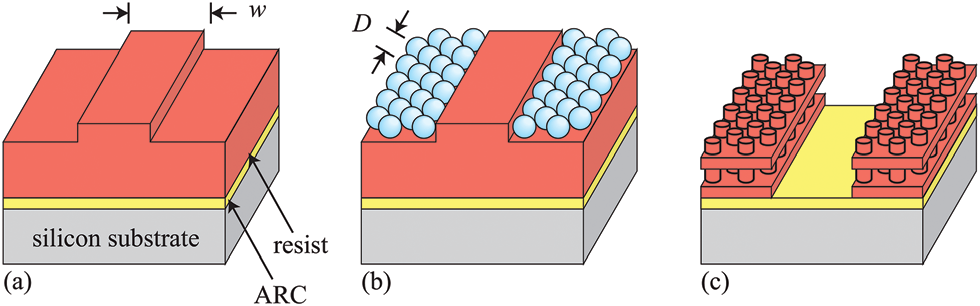 w
D
silicon substrate
resist
ARC
(a)
(b)
(c)